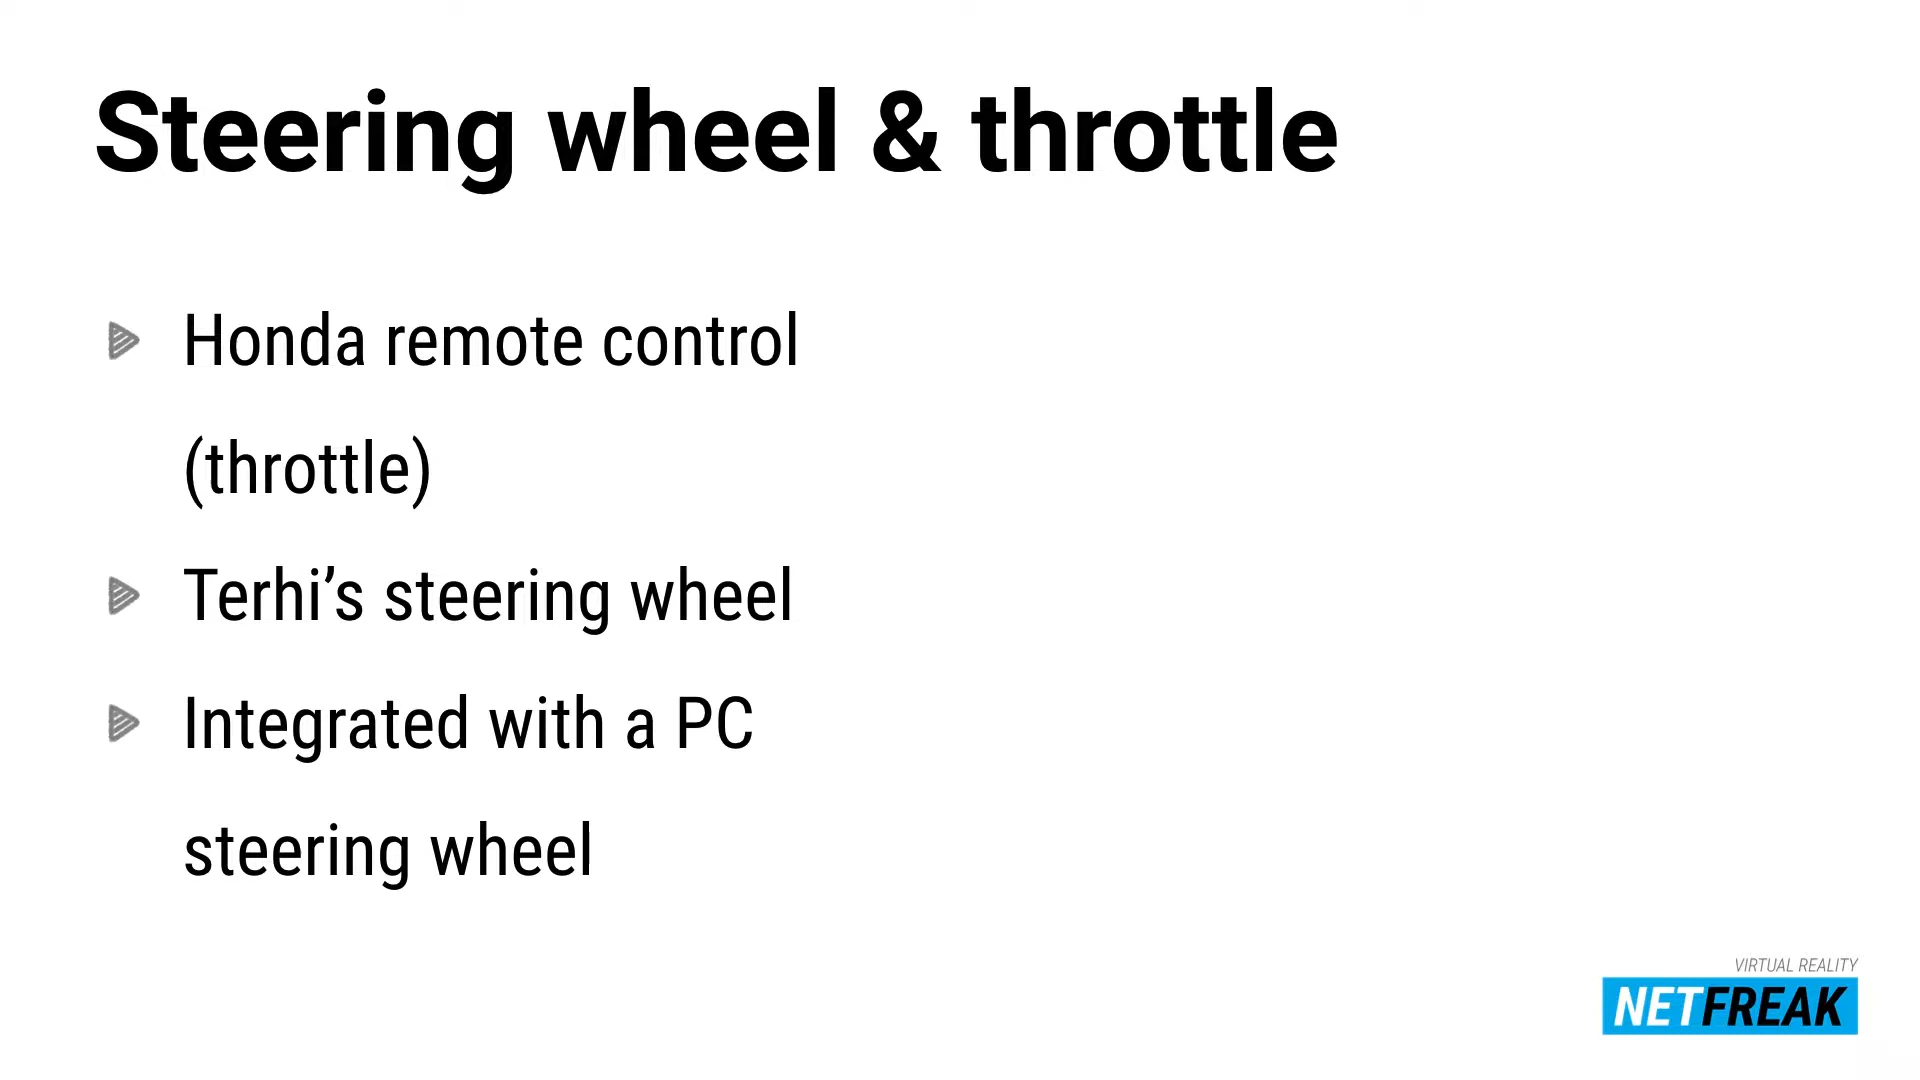 Steering wheel & throttle
Honda remote control
(throttle)
Terhi’s steering wheel
Integrated with a PC
steering wheel
VIRTUAL REALITY
NETFREAK